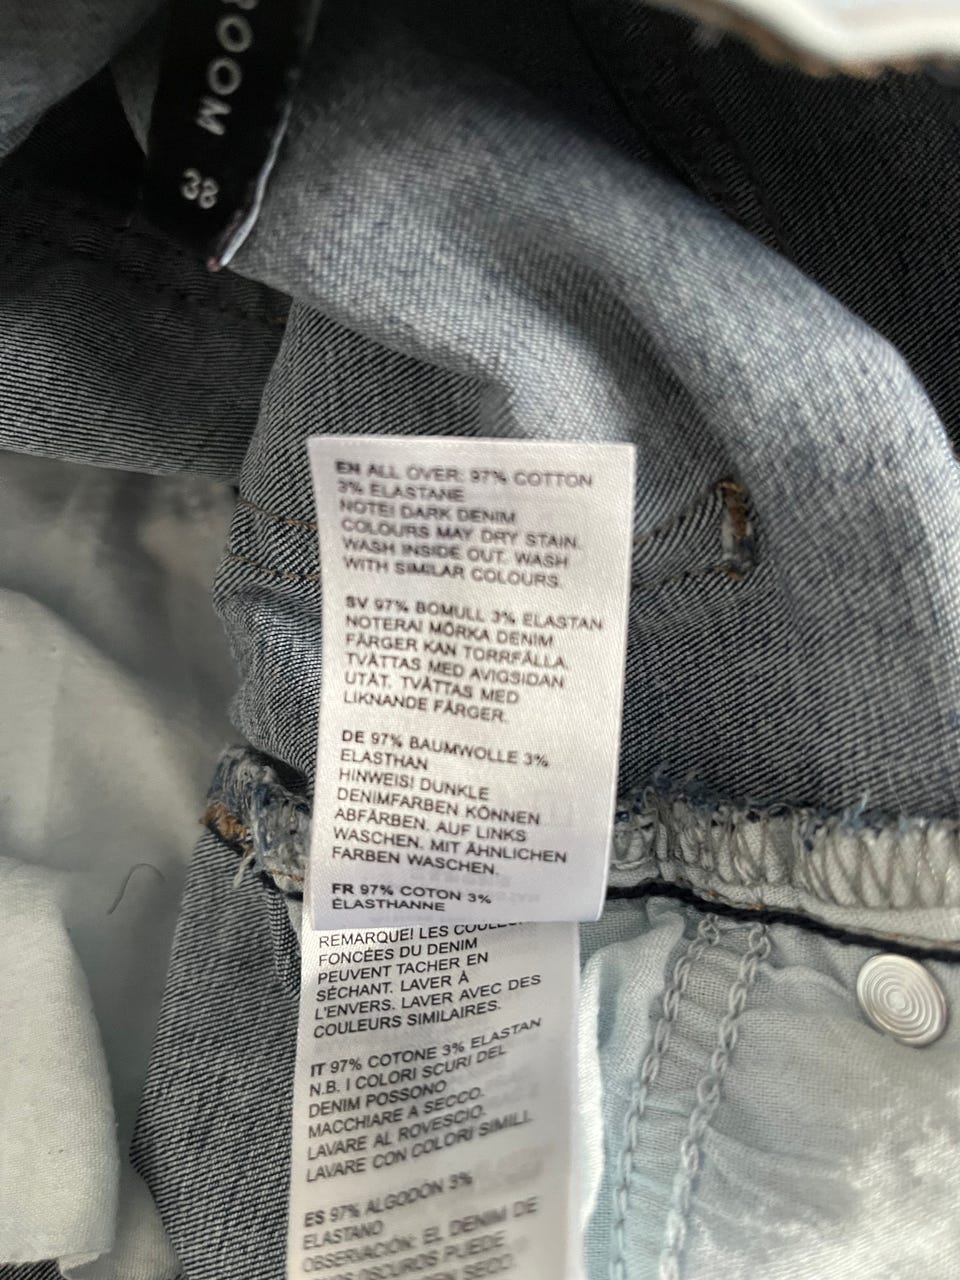 ROOM
38
EN ALL OVER: 97% COTTON
3% ELASTANE
NOTE! DARK DENIM
COLOURS MAY DRY STAIN.
WASH INSIDE OUT. WASH
WITH SIMILAR COLOURS.
SV 97% BOMULL 3% ELASTAN
NOTERA! MÖRKA DENIM
FÄRGER KAN TORRFÄLLA.
TVÄTTAS MED AVIGSIDAN
UTÅT. TVÄTTAS MED
LIKNANDE FÄRGER.
DE 97% BAUMWOLLE 3%
ELASTHAN
HINWEIS! DUNKLE
DENIMFARBEN KÖNNEN
ABFÄRBEN. AUF LINKS
WASCHEN. MIT ÄHNLICHEN
FARBEN WASCHEN.
FR 97% COTON 3%
ÉLASTHANNE
REMARQUE! LES
FONCÉES DU DENIM
PEUVENT TACHER EN
SÉCHANT. LAVER À
L'ENVERS. LAVER AVEC DES
COULEURS SIMILAIRES.
IT 97% COTONE 3% ELASTAN
N.B. I COLORI SCURI DEL
DENIM POSSONO
MACCHIARE A SECCO.
LAVARE AL ROVESCIO.
LAVARE CON COLORI SIMILI.
ES 97% ALGODÓN 3%
ELASTANO
OBSERVACIÓN: EL DENIM DE
OSCUROS PUEDE
SECO.